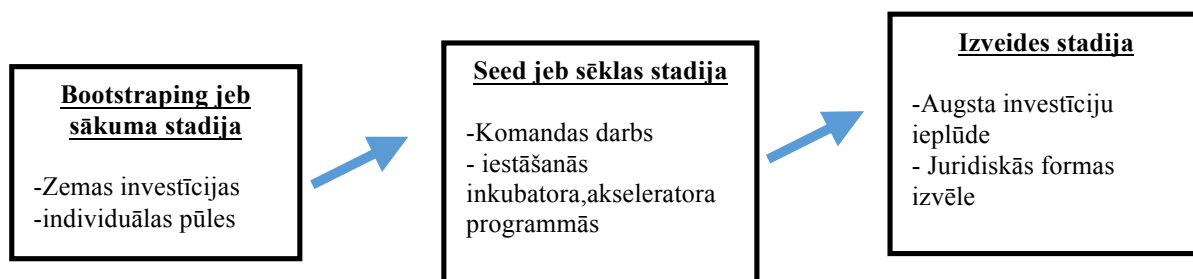 Bootstraping jeb
sākuma stadija
-Zemas investīcijas
-individuālas pūles
Seed jeb sēklas stadija
-Komandas darbs
- iestāšanās
inkubatora,akseleratora
programmās
Izveides stadija
-Augsta investīciju
ieplūde
- Juridiskās formas
izvēle